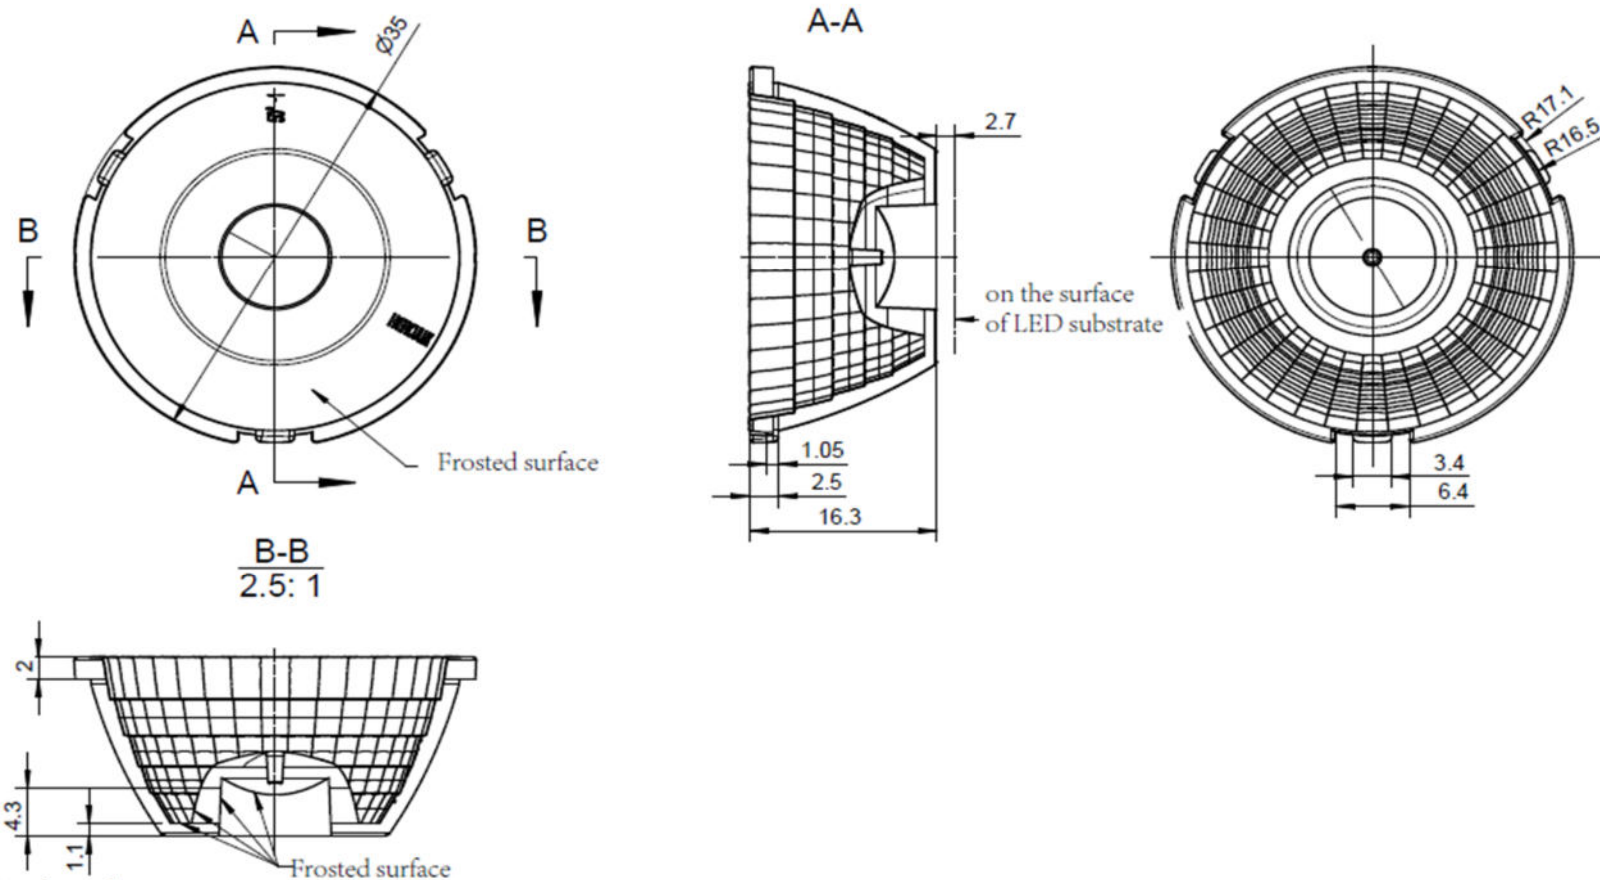 A
Ø35
A-A
2.7
R17.1
R16.5
B
B
on the surface
of LED substrate
Frosted surface
A
1.05
2.5
16.3
3.4
6.4
B-B
2.5: 1
2
4.3
1.1
Frosted surface